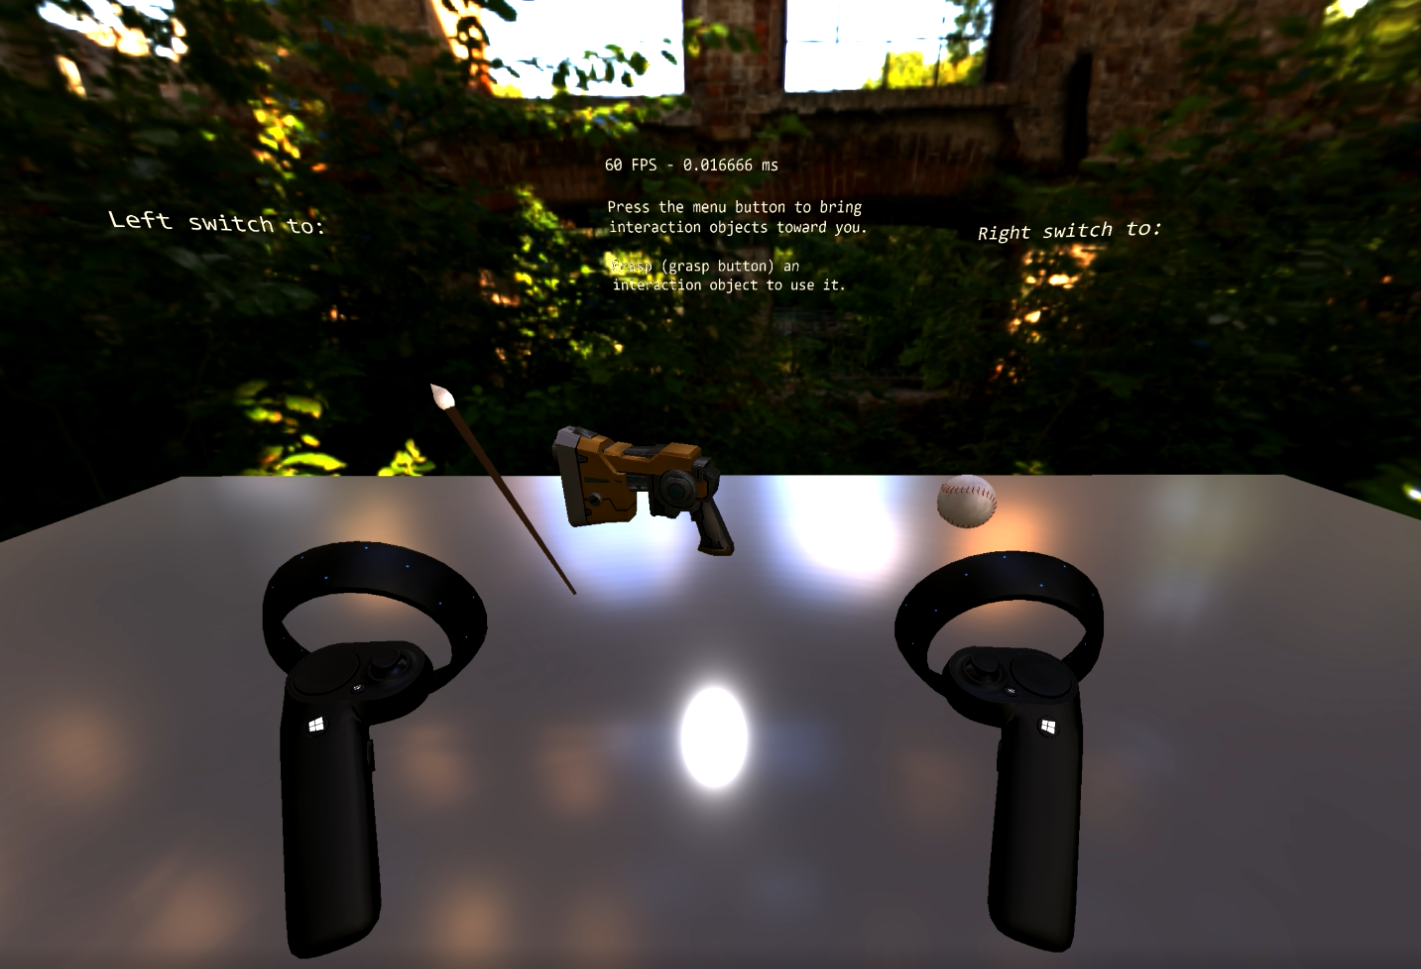 60 FPS - 0.016666 ms
Left switch to:
Press the menu button to bring
interaction objects toward you.
Right switch to:
Grasp (grasp button) an
interaction object to use it.